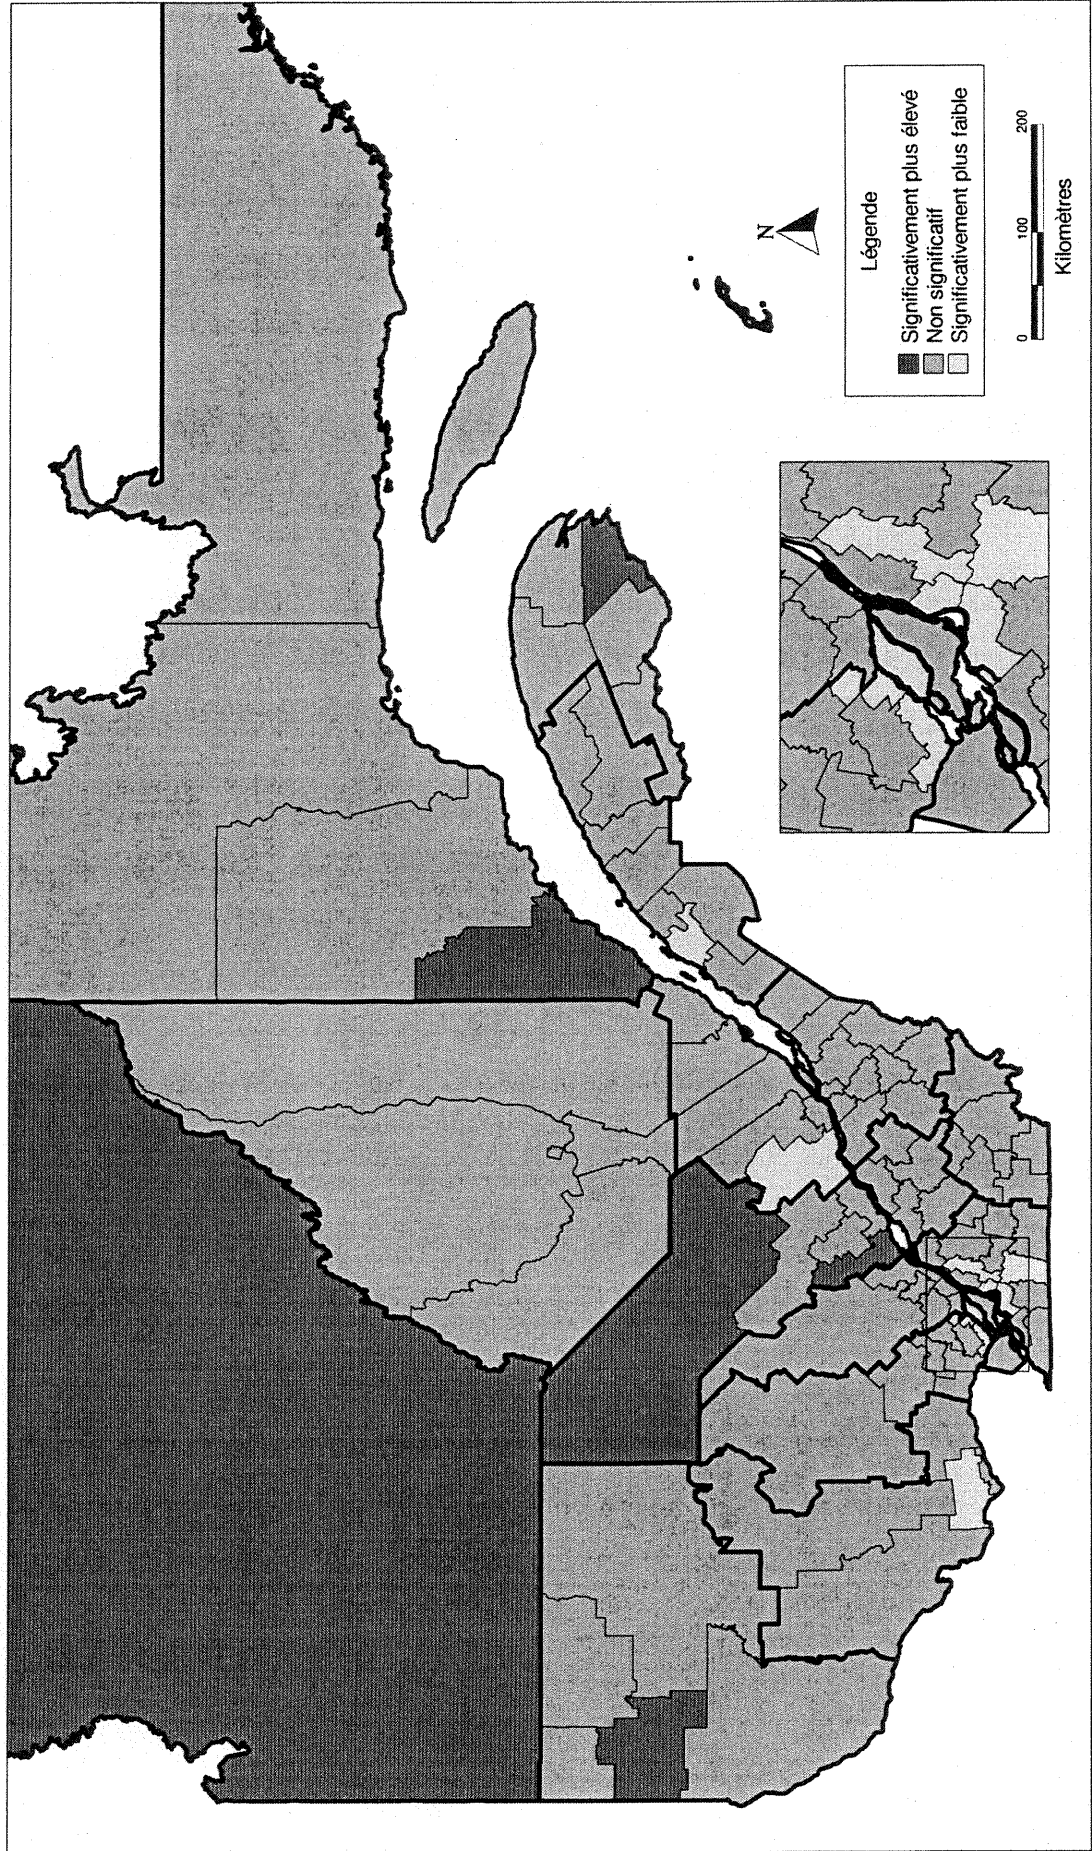 N
Légende
Significativement plus élevé
Non significatif
Significativement plus faible
0 100 200
Kilomètres